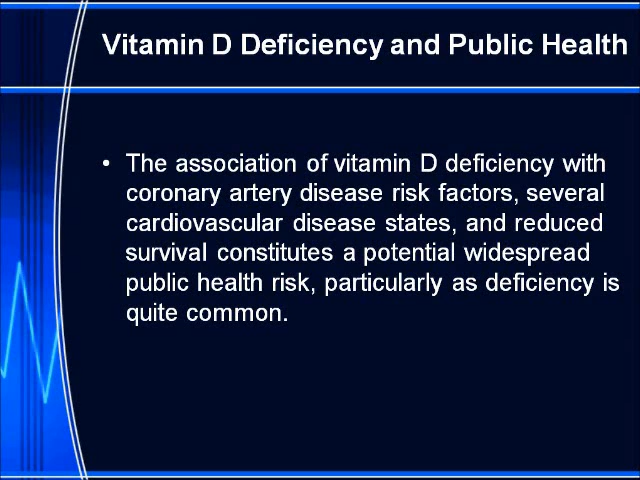 Vitamin D Deficiency and Public Health
• The association of vitamin D deficiency with
coronary artery disease risk factors, several
cardiovascular disease states, and reduced
survival constitutes a potential widespread
public health risk, particularly as deficiency is
quite common.